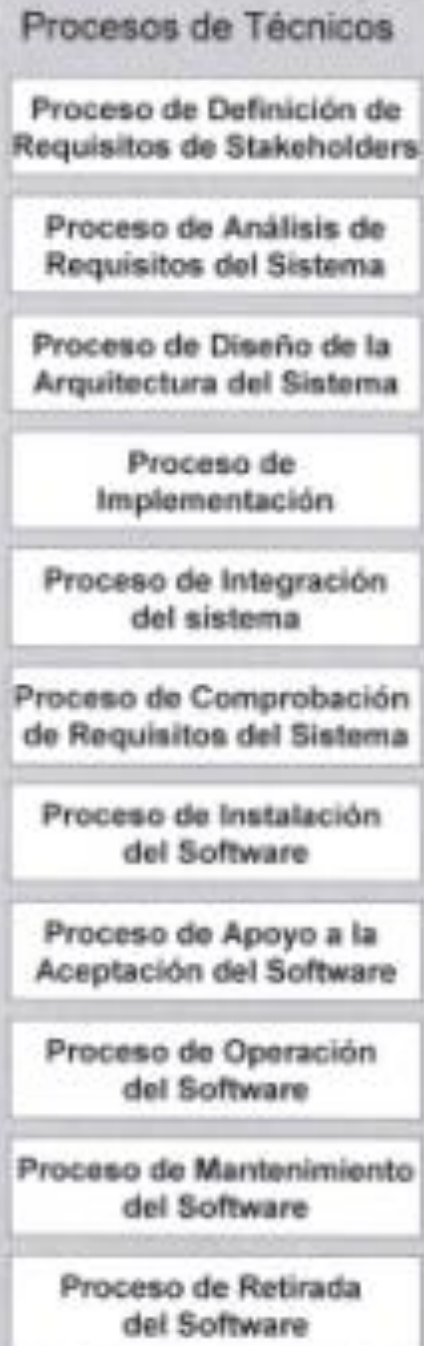 Procesos de Técnicos
Proceso de Definición de
Requisitos de Stakeholders
Proceso de Análisis de
Requisitos del Sistema
Proceso de Diseño de la
Arquitectura del Sistema
Proceso de
Implementación
Proceso de Integración
del sistema
Proceso de Comprobación
de Requisitos del Sistema
Proceso de Instalación
del Software
Proceso de Apoyo a la
Aceptación del Software
Proceso de Operación
del Software
Proceso de Mantenimiento
del Software
Proceso de Retirada
del Software